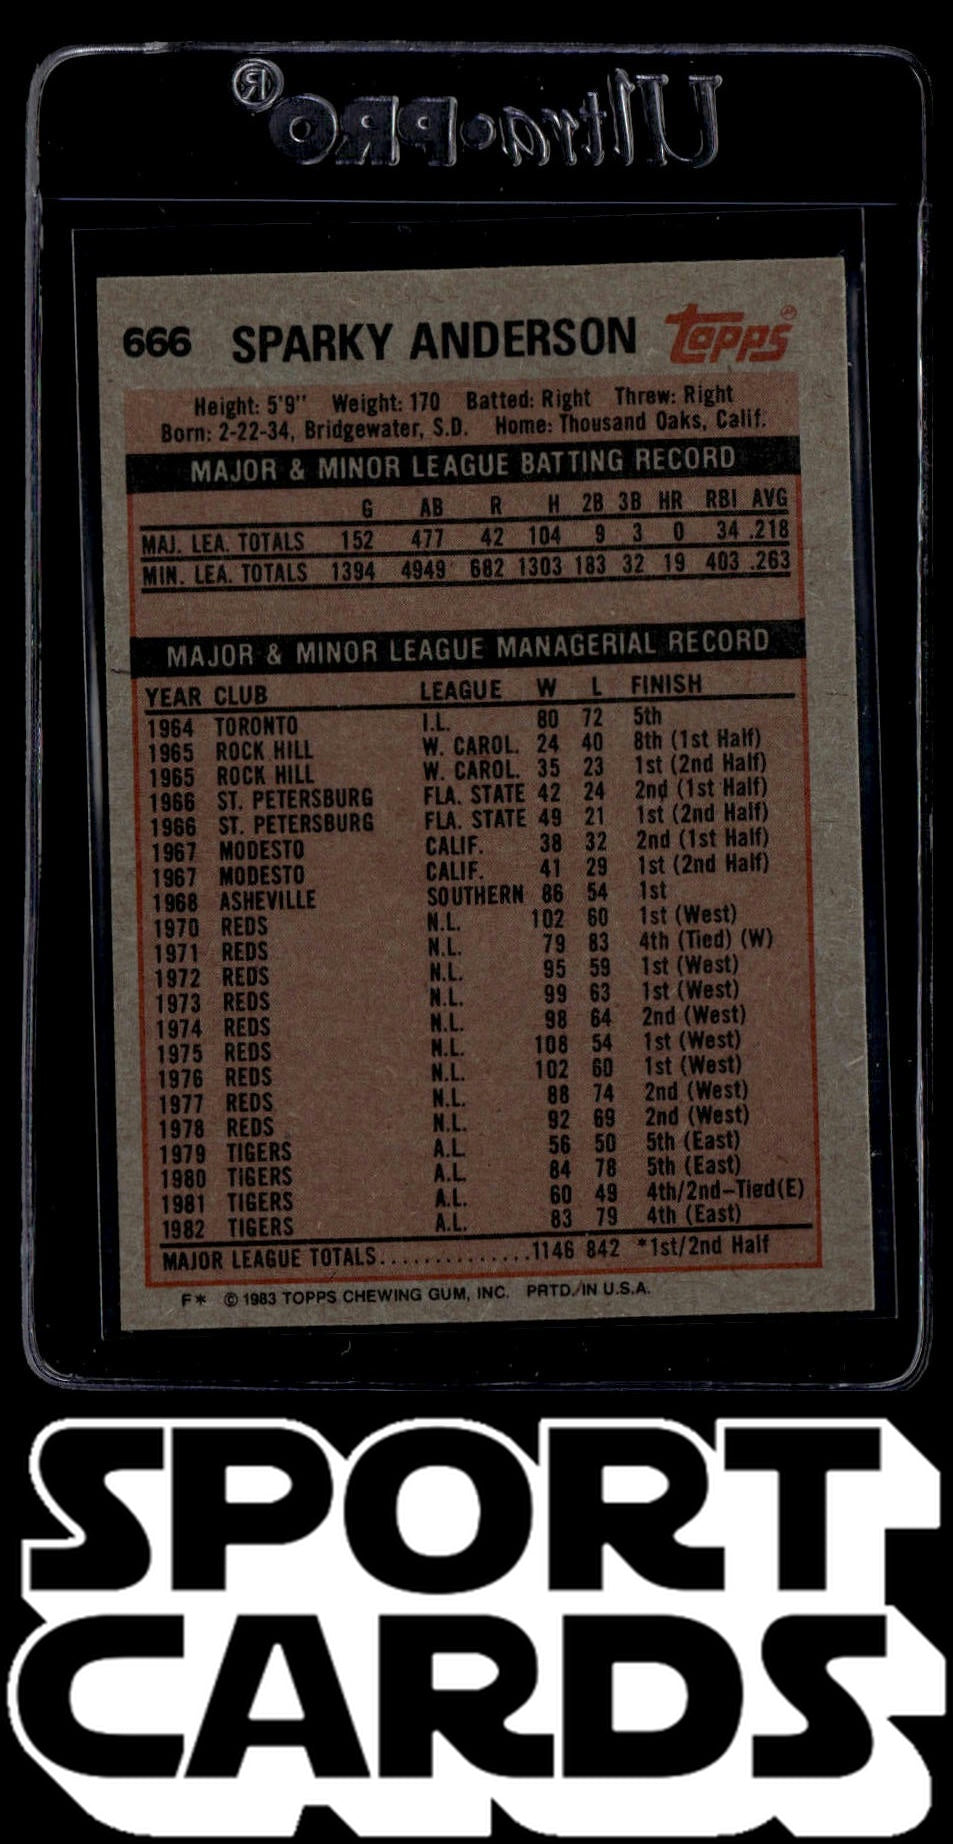 Ultra•PRO®
666 SPARKY ANDERSON Topps
Height: 5'9'' Weight: 170 Batted: Right Threw: Right
Born: 2-22-34, Bridgewater, S.D. Home: Thousand Oaks, Calif.
MAJOR & MINOR LEAGUE BATTING RECORD
G AB R H 2B 3B HR RBI AVG
MAJ. LEA. TOTALS 152 477 42 104 9 3 0 34 .218
MIN. LEA. TOTALS 1394 4949 682 1303 183 32 19 403 .263
MAJOR & MINOR LEAGUE MANAGERIAL RECORD
YEAR CLUB LEAGUE W L FINISH
1964 TORONTO I.L. 80 72 5th
1965 ROCK HILL W. CAROL. 24 40 8th (1st Half)
1965 ROCK HILL W. CAROL. 35 23 1st (2nd Half)
1966 ST. PETERSBURG FLA. STATE 42 24 2nd (1st Half)
1966 ST. PETERSBURG FLA. STATE 49 21 1st (2nd Half)
1967 MODESTO CALIF. 38 32 2nd (1st Half)
1967 MODESTO CALIF. 41 29 1st (2nd Half)
1968 ASHEVILLE SOUTHERN 86 54 1st
1970 REDS N.L. 102 60 1st (West)
1971 REDS N.L. 79 83 4th (Tied) (W)
1972 REDS N.L. 95 59 1st (West)
1973 REDS N.L. 99 63 1st (West)
1974 REDS N.L. 98 64 2nd (West)
1975 REDS N.L. 108 54 1st (West)
1976 REDS N.L. 102 60 1st (West)
1977 REDS N.L. 88 74 2nd (West)
1978 REDS N.L. 92 69 2nd (West)
1979 TIGERS A.L. 56 50 5th (East)
1980 TIGERS A.L. 84 78 5th (East)
1981 TIGERS A.L. 60 49 4th/2nd–Tied(E)
1982 TIGERS A.L. 83 79 4th (East)
MAJOR LEAGUE TOTALS..............1146 842 *1st/2nd Half
F* © 1983 TOPPS CHEWING GUM, INC. PRTD./IN U.S.A.
SPORT
CARDS